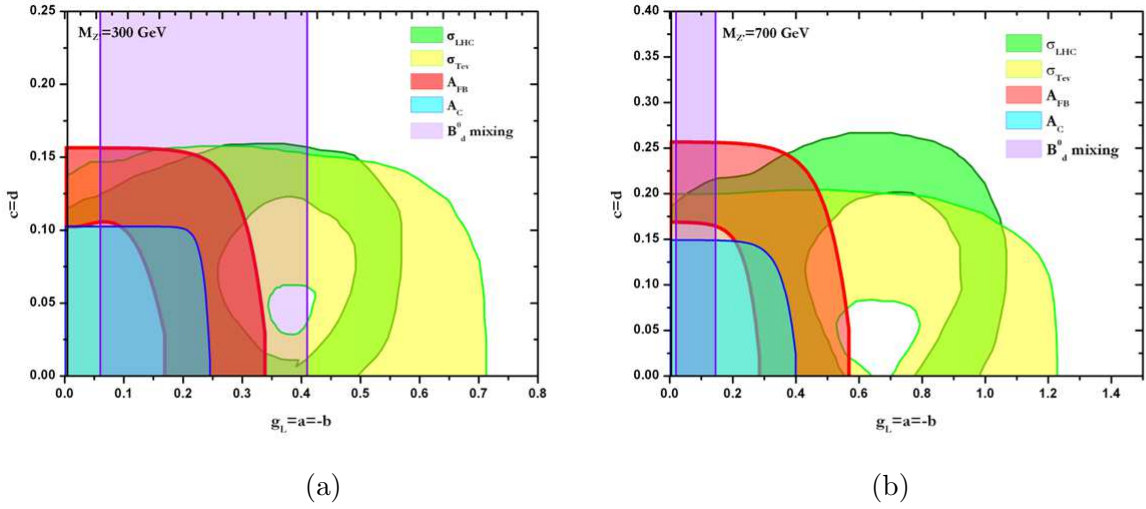 M_Z'=300 GeV
σ_LHC
σ_Tev
A_FB
A_C
B^0_d mixing
0.25
0.20
0.15
0.10
0.05
0.00
c=d
0.0 0.1 0.2 0.3 0.4 0.5 0.6 0.7 0.8
g_L=a=-b
(a)
M_Z'=700 GeV
σ_LHC
σ_Tev
A_FB
A_C
B^0_d mixing
0.40
0.35
0.30
0.25
0.20
0.15
0.10
0.05
0.00
c=d
0.0 0.2 0.4 0.6 0.8 1.0 1.2 1.4
g_L=a=-b
(b)